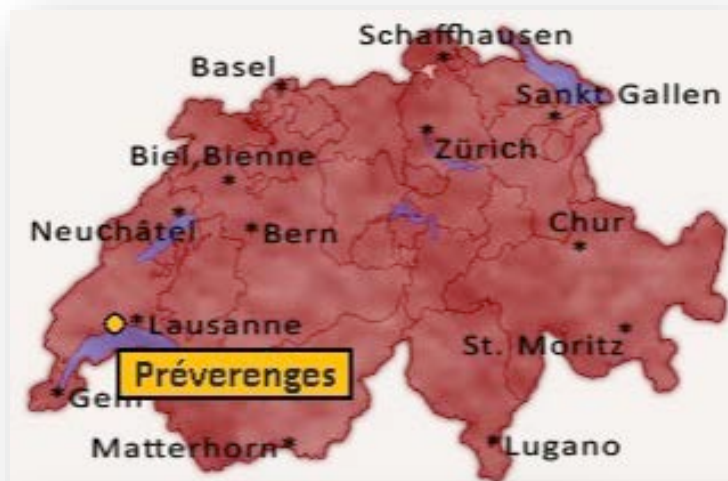 Schaffhausen
Basel
Sankt Gallen
Zürich
Biel,Bienne
Neuchâtel
Bern
Chur
Lausanne
St. Moritz
Préverenges
Matterhorn
Lugano